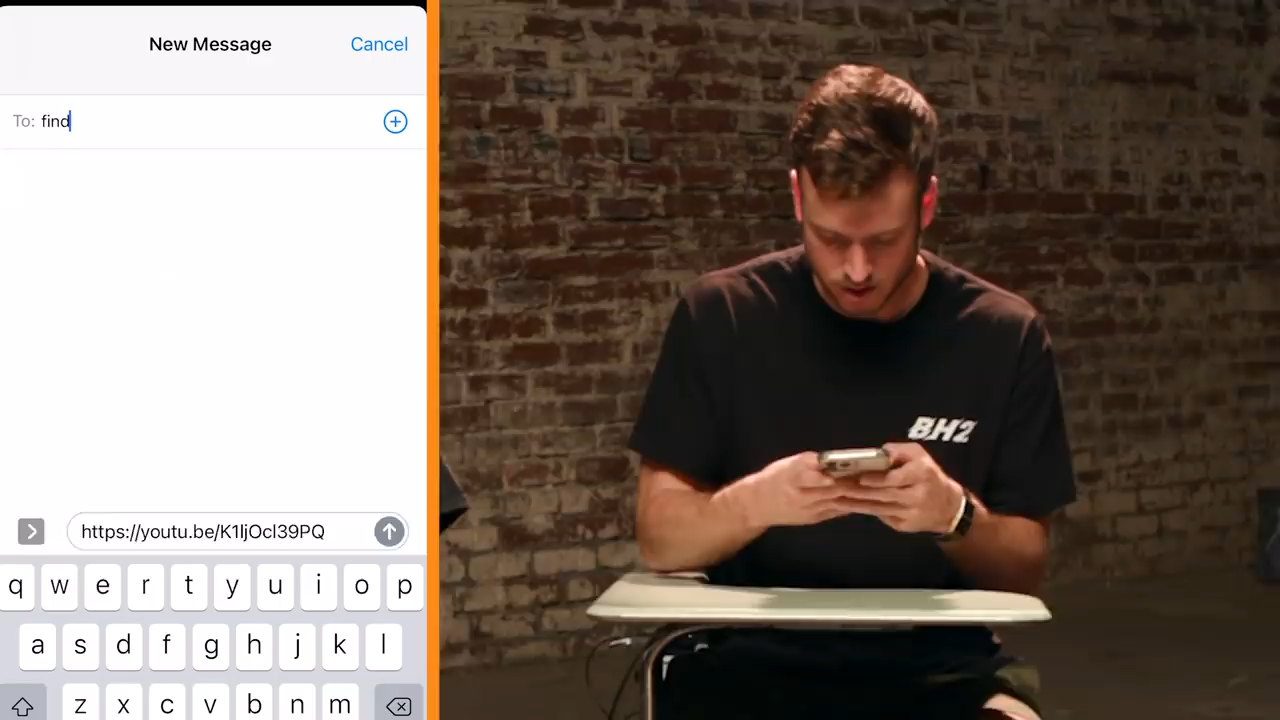 New Message
Cancel
To: find
https://youtu.be/K1ljOcl39PQ
q w e r t y u i o p
a s d f g h j k l
z x c v b n m
BH2